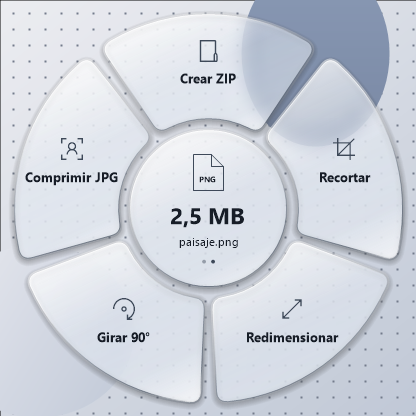 Crear ZIP
Comprimir JPG
Recortar
PNG
2,5 MB
paisaje.png
Girar 90°
Redimensionar